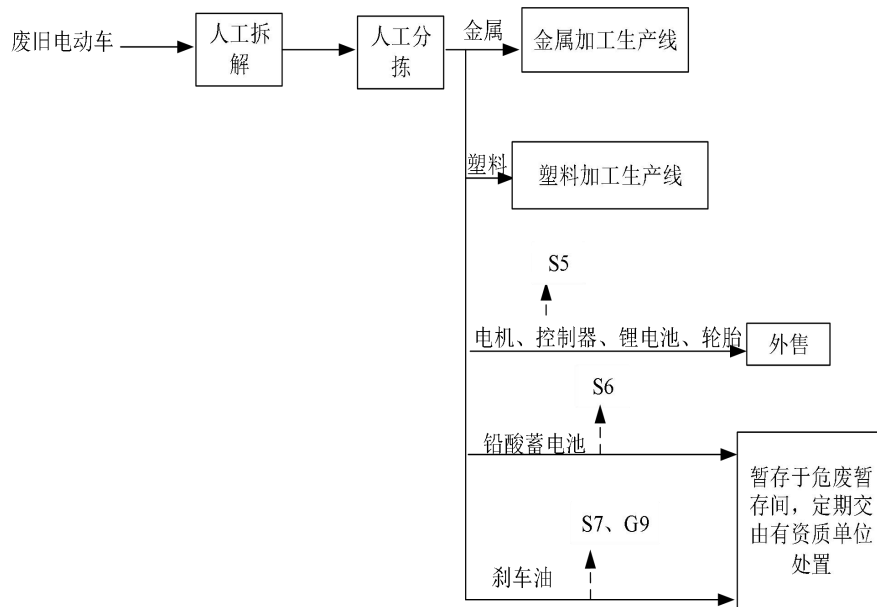 废旧电动车
人工拆
解
人工分
拣
金属
金属加工生产线
塑料
塑料加工生产线
S5
电机、控制器、锂电池、轮胎
外售
S6
铅酸蓄电池
暂存于危废暂
存间，定期交
由有资质单位
处置
S7、G9
刹车油